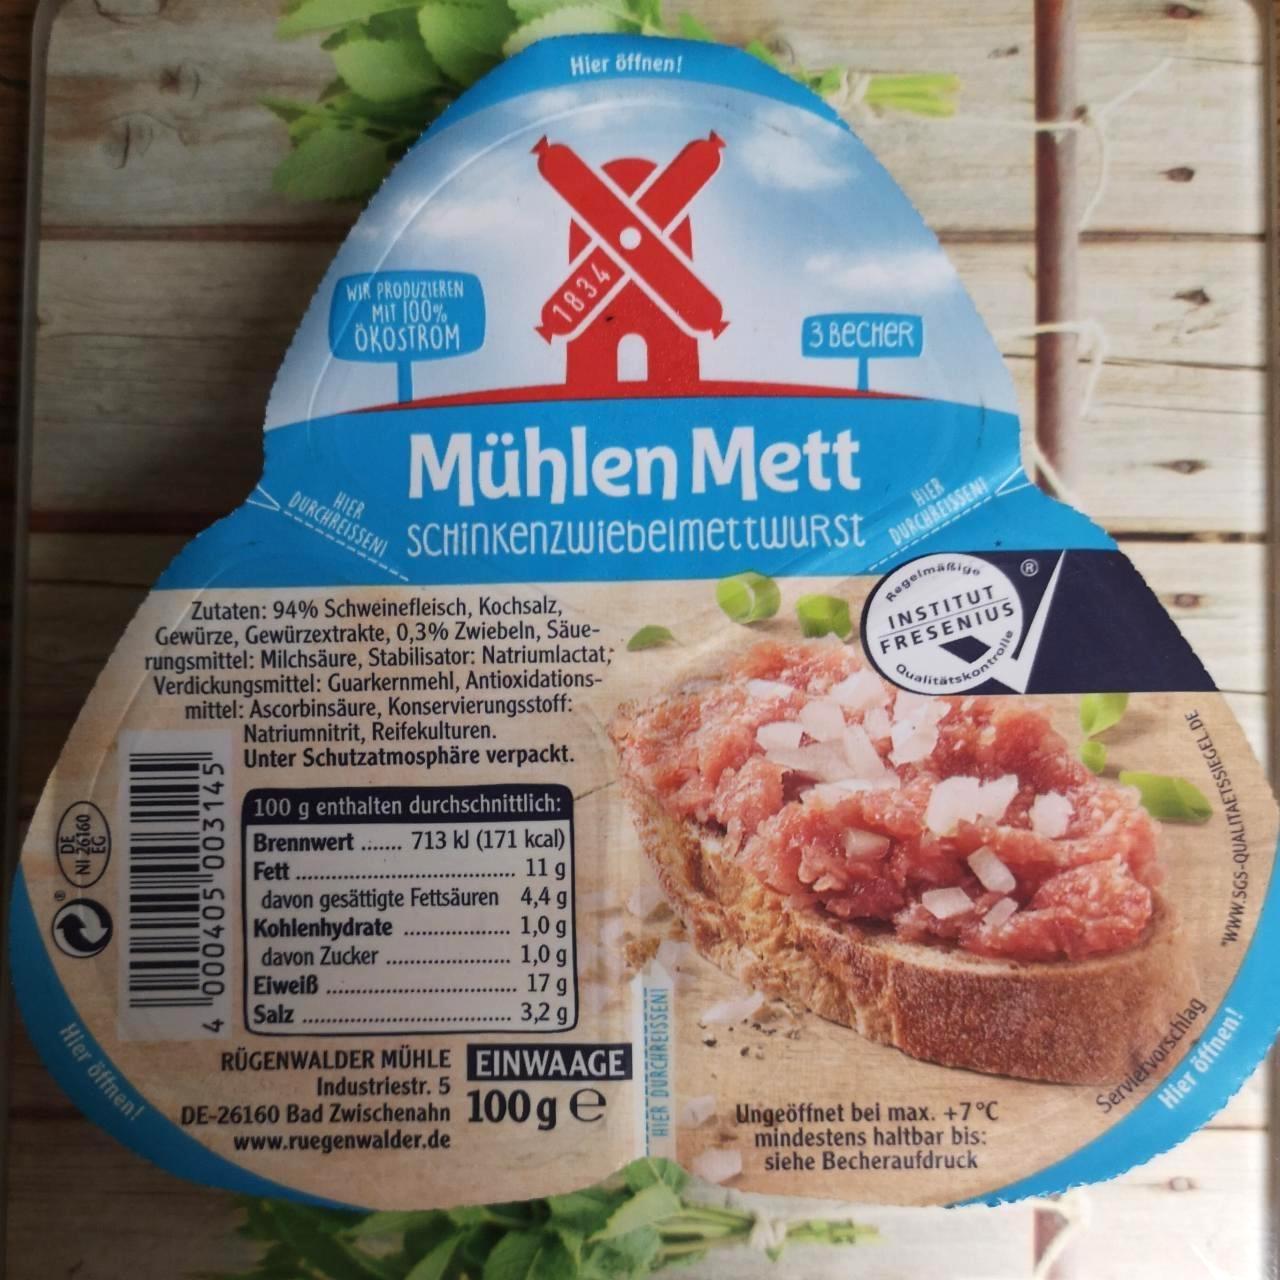 Hier öffnen!
1834
WIR PRODUZIEREN
MIT 100%
ÖKOSTROM
3 BECHER
Mühlen Mett
SCHINKENZWIEBELMETTWURST
HIER
DURCHREISSEN!
HIER
DURCHREISSEN!
Regelmäßige
INSTITUT
FRESENIUS
Qualitätskontrolle
®
Zutaten: 94% Schweinefleisch, Kochsalz,
Gewürze, Gewürzextrakte, 0,3% Zwiebeln, Säue-
rungsmittel: Milchsäure, Stabilisator: Natriumlactat,
Verdickungsmittel: Guarkernmehl, Antioxidations-
mittel: Ascorbinsäure, Konservierungsstoff:
Natriumnitrit, Reifekulturen.
Unter Schutzatmosphäre verpackt.
100 g enthalten durchschnittlich:
Brennwert ...... 713 kJ (171 kcal)
Fett ................................ 11 g
davon gesättigte Fettsäuren 4,4 g
Kohlenhydrate ............... 1,0 g
davon Zucker .................. 1,0 g
Eiweiß ............................ 17 g
Salz ................................ 3,2 g
DE
NI 26160
EG
®
4 000405 003145
RÜGENWALDER MÜHLE
Industriestr. 5
DE-26160 Bad Zwischenahn
www.ruegenwalder.de
EINWAAGE
100 g e
HIER DURCHREISSEN!
Ungeöffnet bei max. +7 °C
mindestens haltbar bis:
siehe Becheraufdruck
Serviervorschlag
"WWW.SGS-QUALITAETSSIEGEL.DE
Hier öffnen!
Hier öffnen!